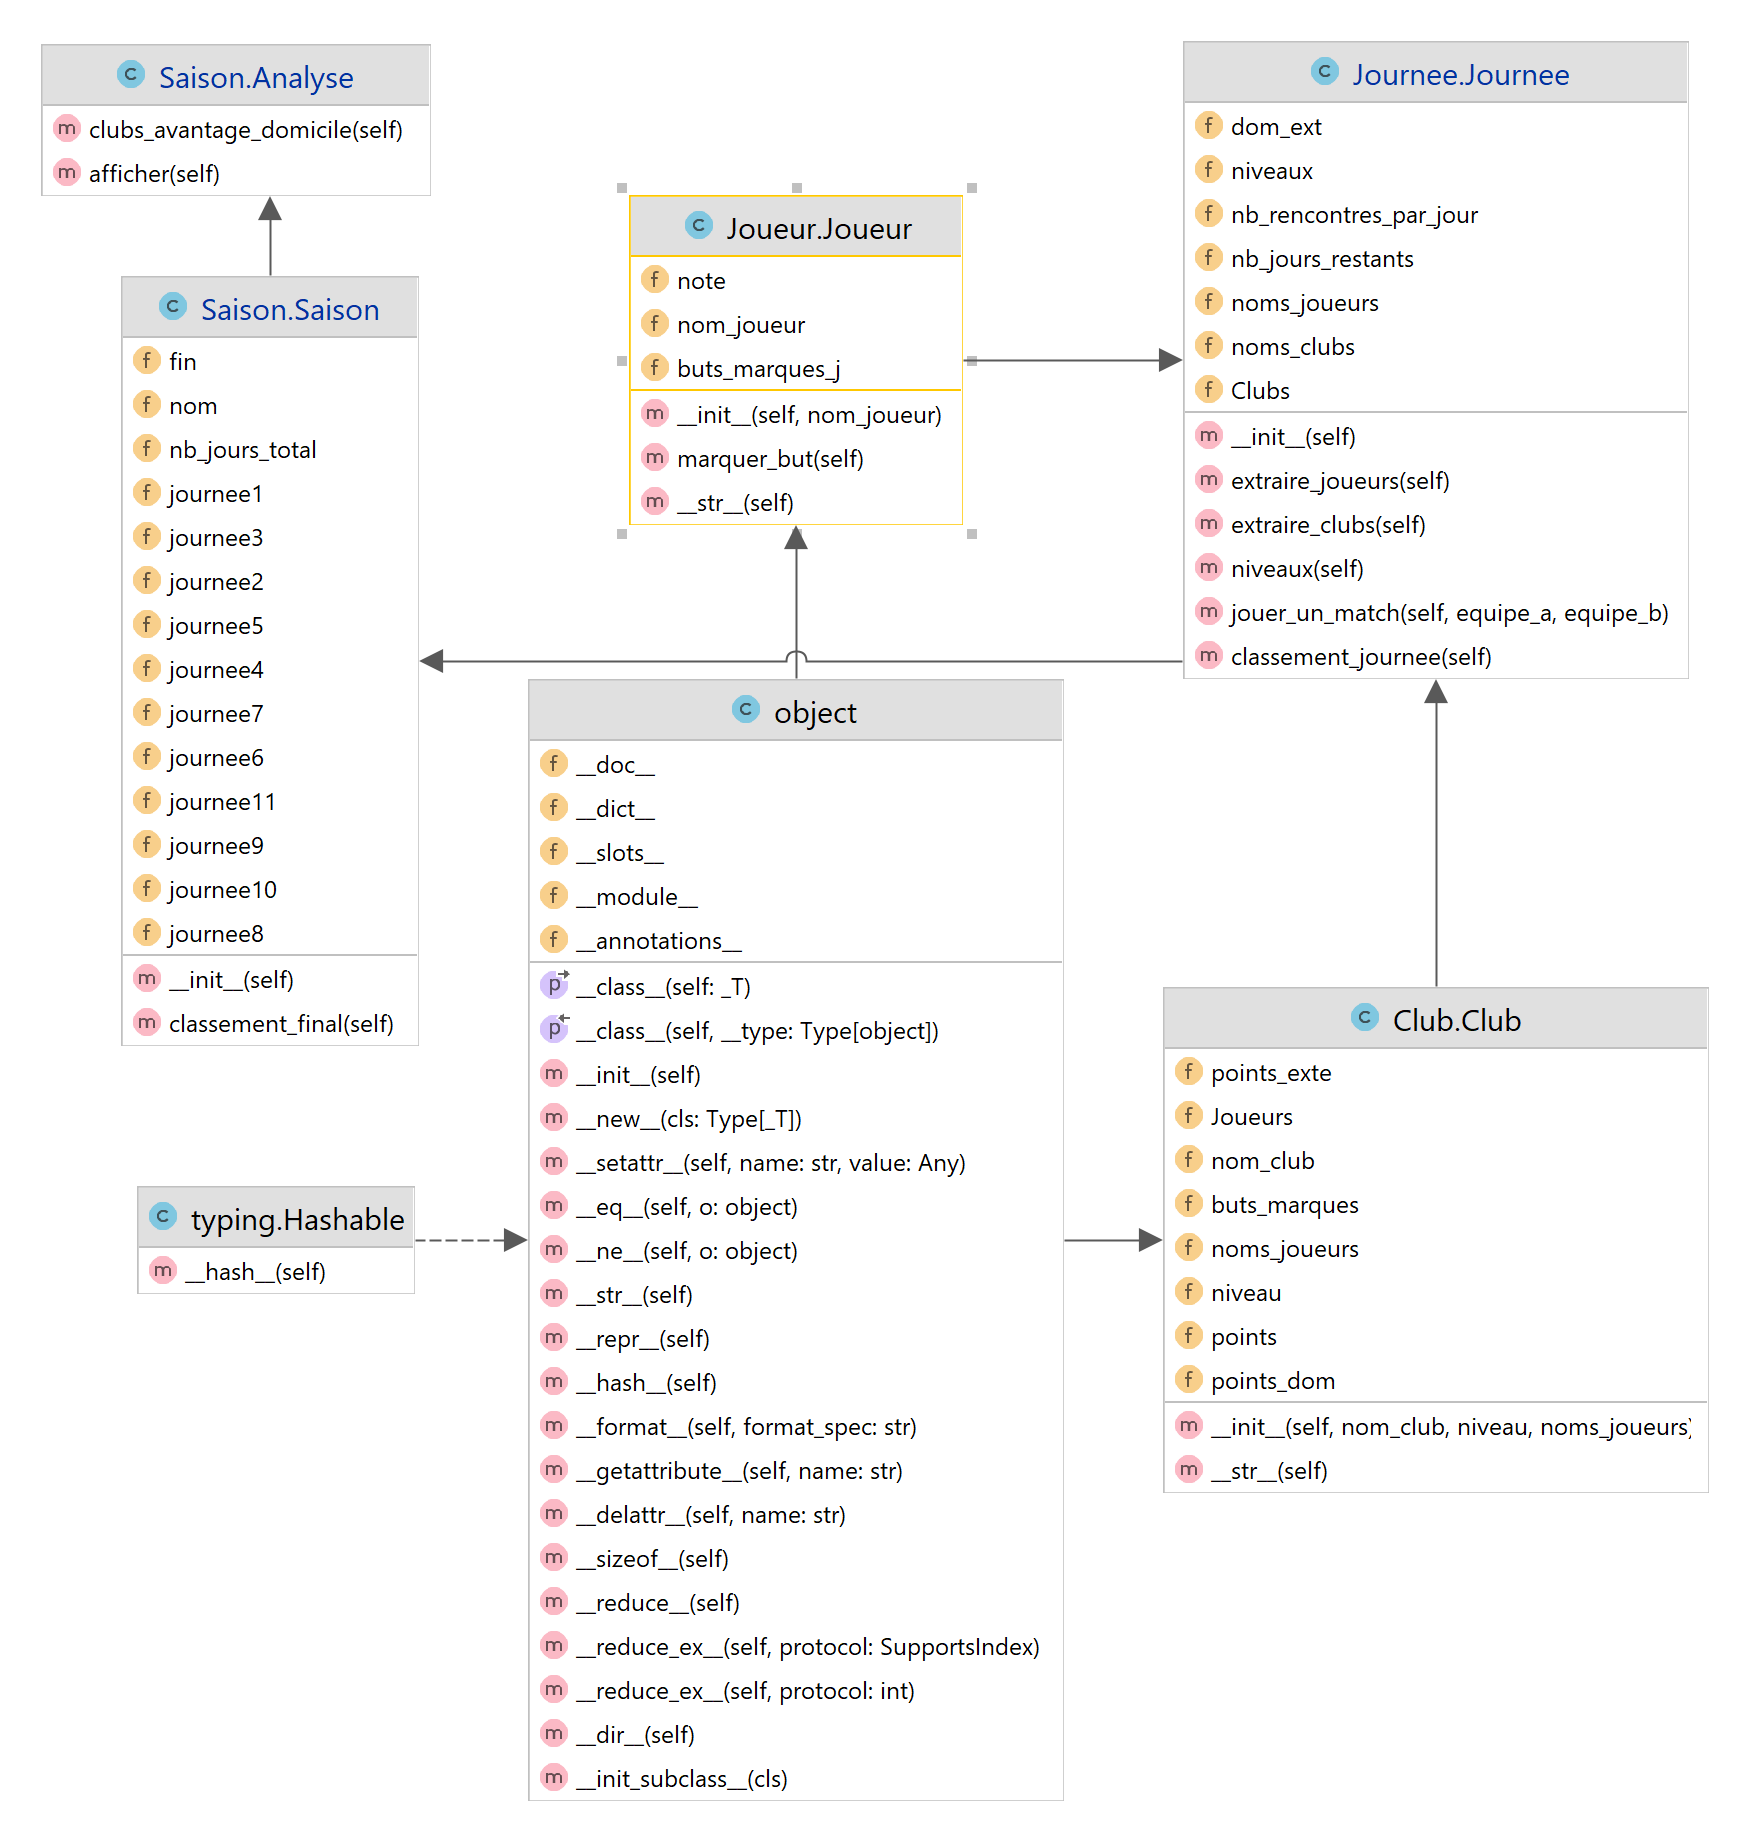 Saison.Analyse
clubs_avantage_domicile(self)
afficher(self)
Saison.Saison
fin
nom
nb_jours_total
journee1
journee3
journee2
journee5
journee4
journee7
journee6
journee11
journee9
journee10
journee8
__init__(self)
classement_final(self)
Joueur.Joueur
note
nom_joueur
buts_marques_j
__init__(self, nom_joueur)
marquer_but(self)
__str__(self)
Journee.Journee
dom_ext
niveaux
nb_rencontres_par_jour
nb_jours_restants
noms_joueurs
noms_clubs
Clubs
__init__(self)
extraire_joueurs(self)
extraire_clubs(self)
niveaux(self)
jouer_un_match(self, equipe_a, equipe_b)
classement_journee(self)
object
__doc__
__dict__
__slots__
__module__
__annotations__
__class__(self: _T)
__class__(self, __type: Type[object])
__init__(self)
__new__(cls: Type[_T])
__setattr__(self, name: str, value: Any)
__eq__(self, o: object)
__ne__(self, o: object)
__str__(self)
__repr__(self)
__hash__(self)
__format__(self, format_spec: str)
__getattribute__(self, name: str)
__delattr__(self, name: str)
__sizeof__(self)
__reduce__(self)
__reduce_ex__(self, protocol: SupportsIndex)
__reduce_ex__(self, protocol: int)
__dir__(self)
__init_subclass__(cls)
typing.Hashable
__hash__(self)
Club.Club
points_exte
Joueurs
nom_club
buts_marques
noms_joueurs
niveau
points
points_dom
__init__(self, nom_club, niveau, noms_joueurs)
__str__(self)